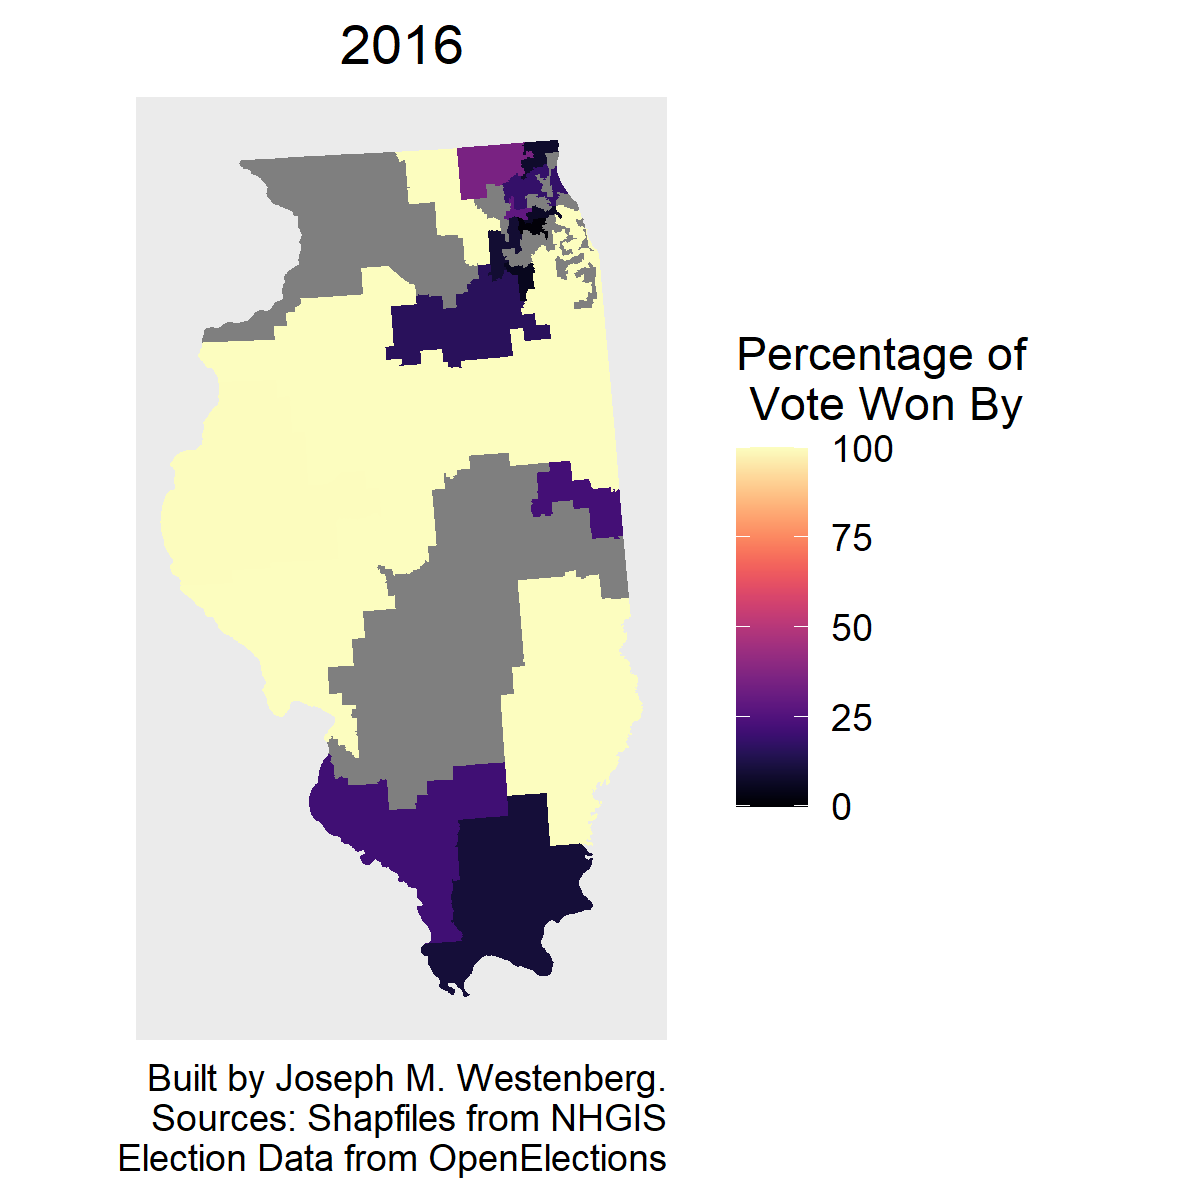 2016
Percentage of
Vote Won By
100
75
50
25
0
Built by Joseph M. Westenberg.
Sources: Shapfiles from NHGIS
Election Data from OpenElections